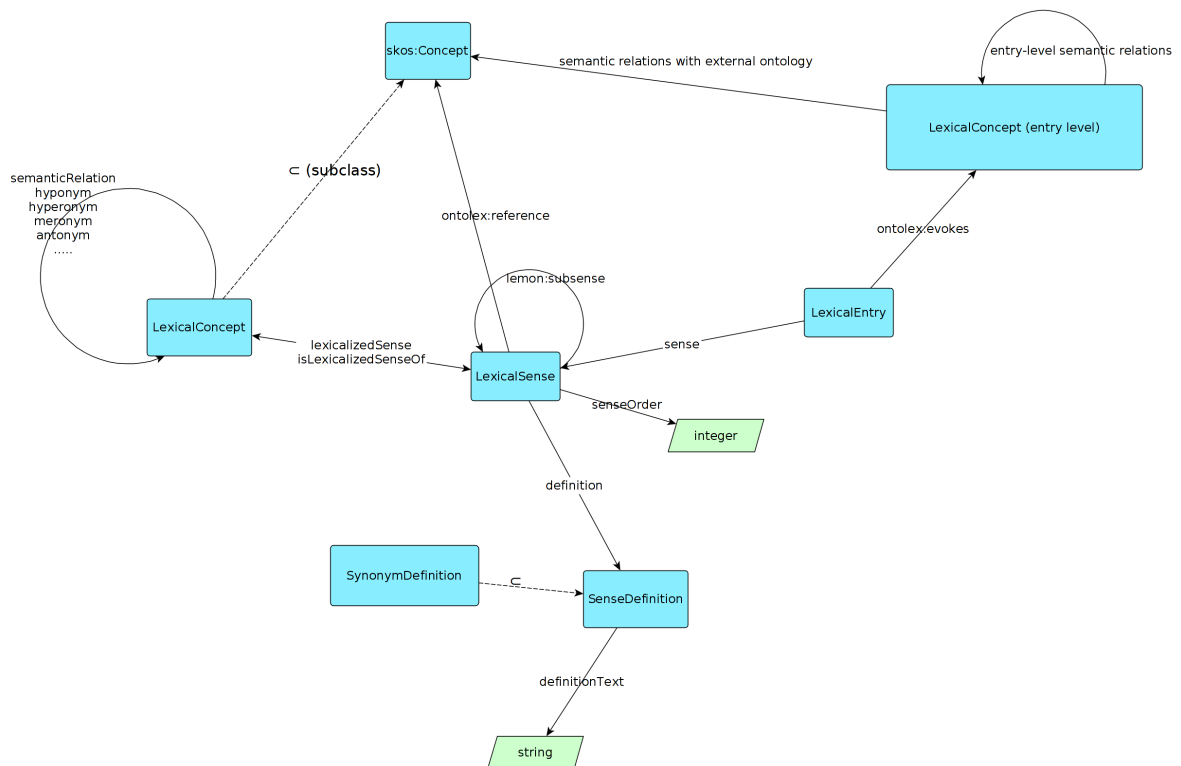 skos:Concept
entry-level semantic relations
semantic relations with external ontology
LexicalConcept (entry level)
⊂ (subclass)
semanticRelation
hyponym
hyperonym
meronym
antonym
.....
ontolex:reference
ontolex:evokes
lemon:subsense
LexicalEntry
LexicalConcept
lexicalizedSense
isLexicalizedSenseOf
sense
LexicalSense
senseOrder
integer
definition
SynonymDefinition
⊂
SenseDefinition
definitionText
string